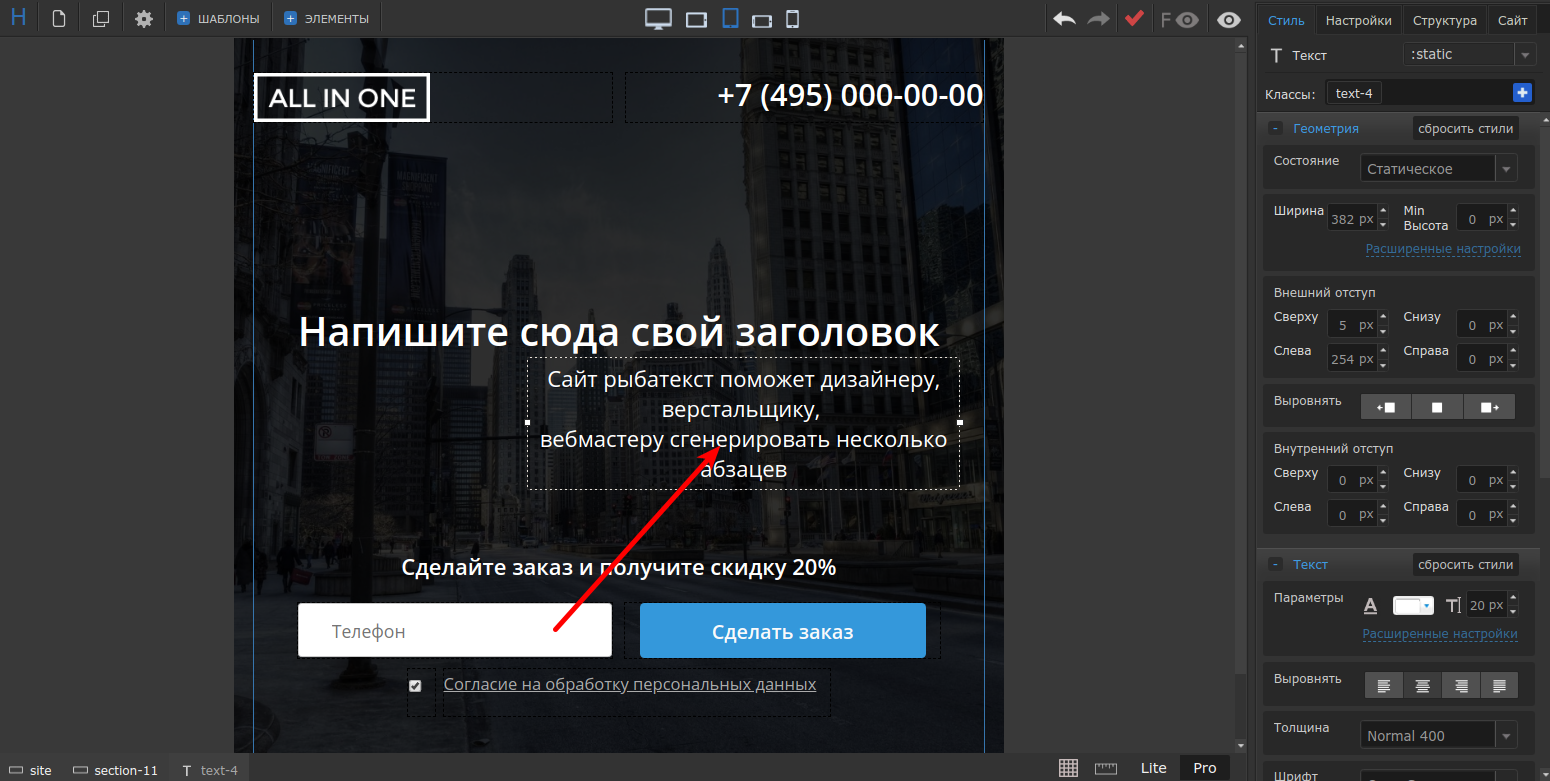 H
ШАБЛОНЫ
ЭЛЕМЕНТЫ
F
Стиль
Настройки
Структура
Сайт
Текст
:static
Классы:
text-4
Геометрия
сбросить стили
Состояние
Статическое
Ширина
382 px
Min Высота
0 px
Расширенные настройки
Внешний отступ
Сверху
5 px
Снизу
0 px
Слева
254 px
Справа
0 px
Выровнять
Внутренний отступ
Сверху
0 px
Снизу
0 px
Слева
0 px
Справа
0 px
Текст
сбросить стили
Параметры
20 px
Расширенные настройки
Выровнять
Толщина
Normal 400
Шрифт
ALL IN ONE
+7 (495) 000-00-00
Напишите сюда свой заголовок
Сайт рыбатекст поможет дизайнеру,
верстальщику,
вебмастеру сгенерировать несколько
абзацев
Сделайте заказ и получите скидку 20%
Телефон
Сделать заказ
Согласие на обработку персональных данных
site
section-11
text-4
Lite
Pro